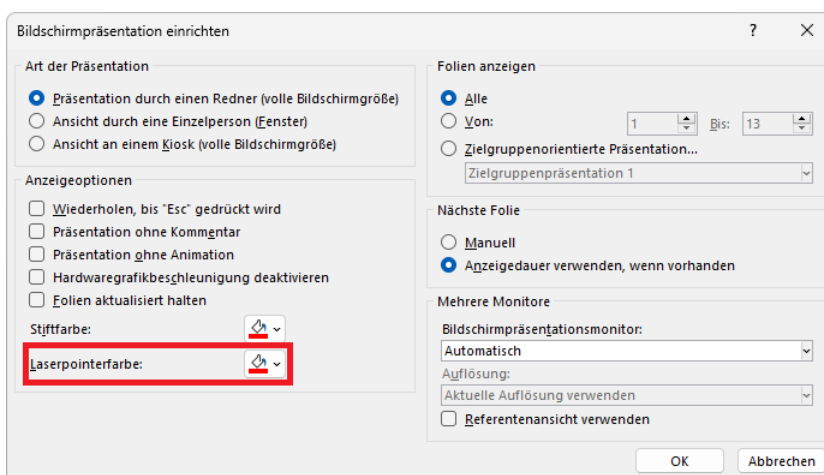 Bildschirmpräsentation einrichten
Art der Präsentation
Präsentation durch einen Redner (volle Bildschirmgröße)
Ansicht durch eine Einzelperson (Fenster)
Ansicht an einem Kiosk (volle Bildschirmgröße)
Anzeigeoptionen
Wiederholen, bis "Esc" gedrückt wird
Präsentation ohne Kommentar
Präsentation ohne Animation
Hardwaregrafikbeschleunigung deaktivieren
Folien aktualisiert halten
Stiftfarbe:
Laserpointerfarbe:
Folien anzeigen
Alle
Von: 1 Bis: 13
Zielgruppenorientierte Präsentation...
Zielgruppenpräsentation 1
Nächste Folie
Manuell
Anzeigedauer verwenden, wenn vorhanden
Mehrere Monitore
Bildschirmpräsentationsmonitor:
Automatisch
Auflösung:
Aktuelle Auflösung verwenden
Referentenansicht verwenden
OK Abbrechen